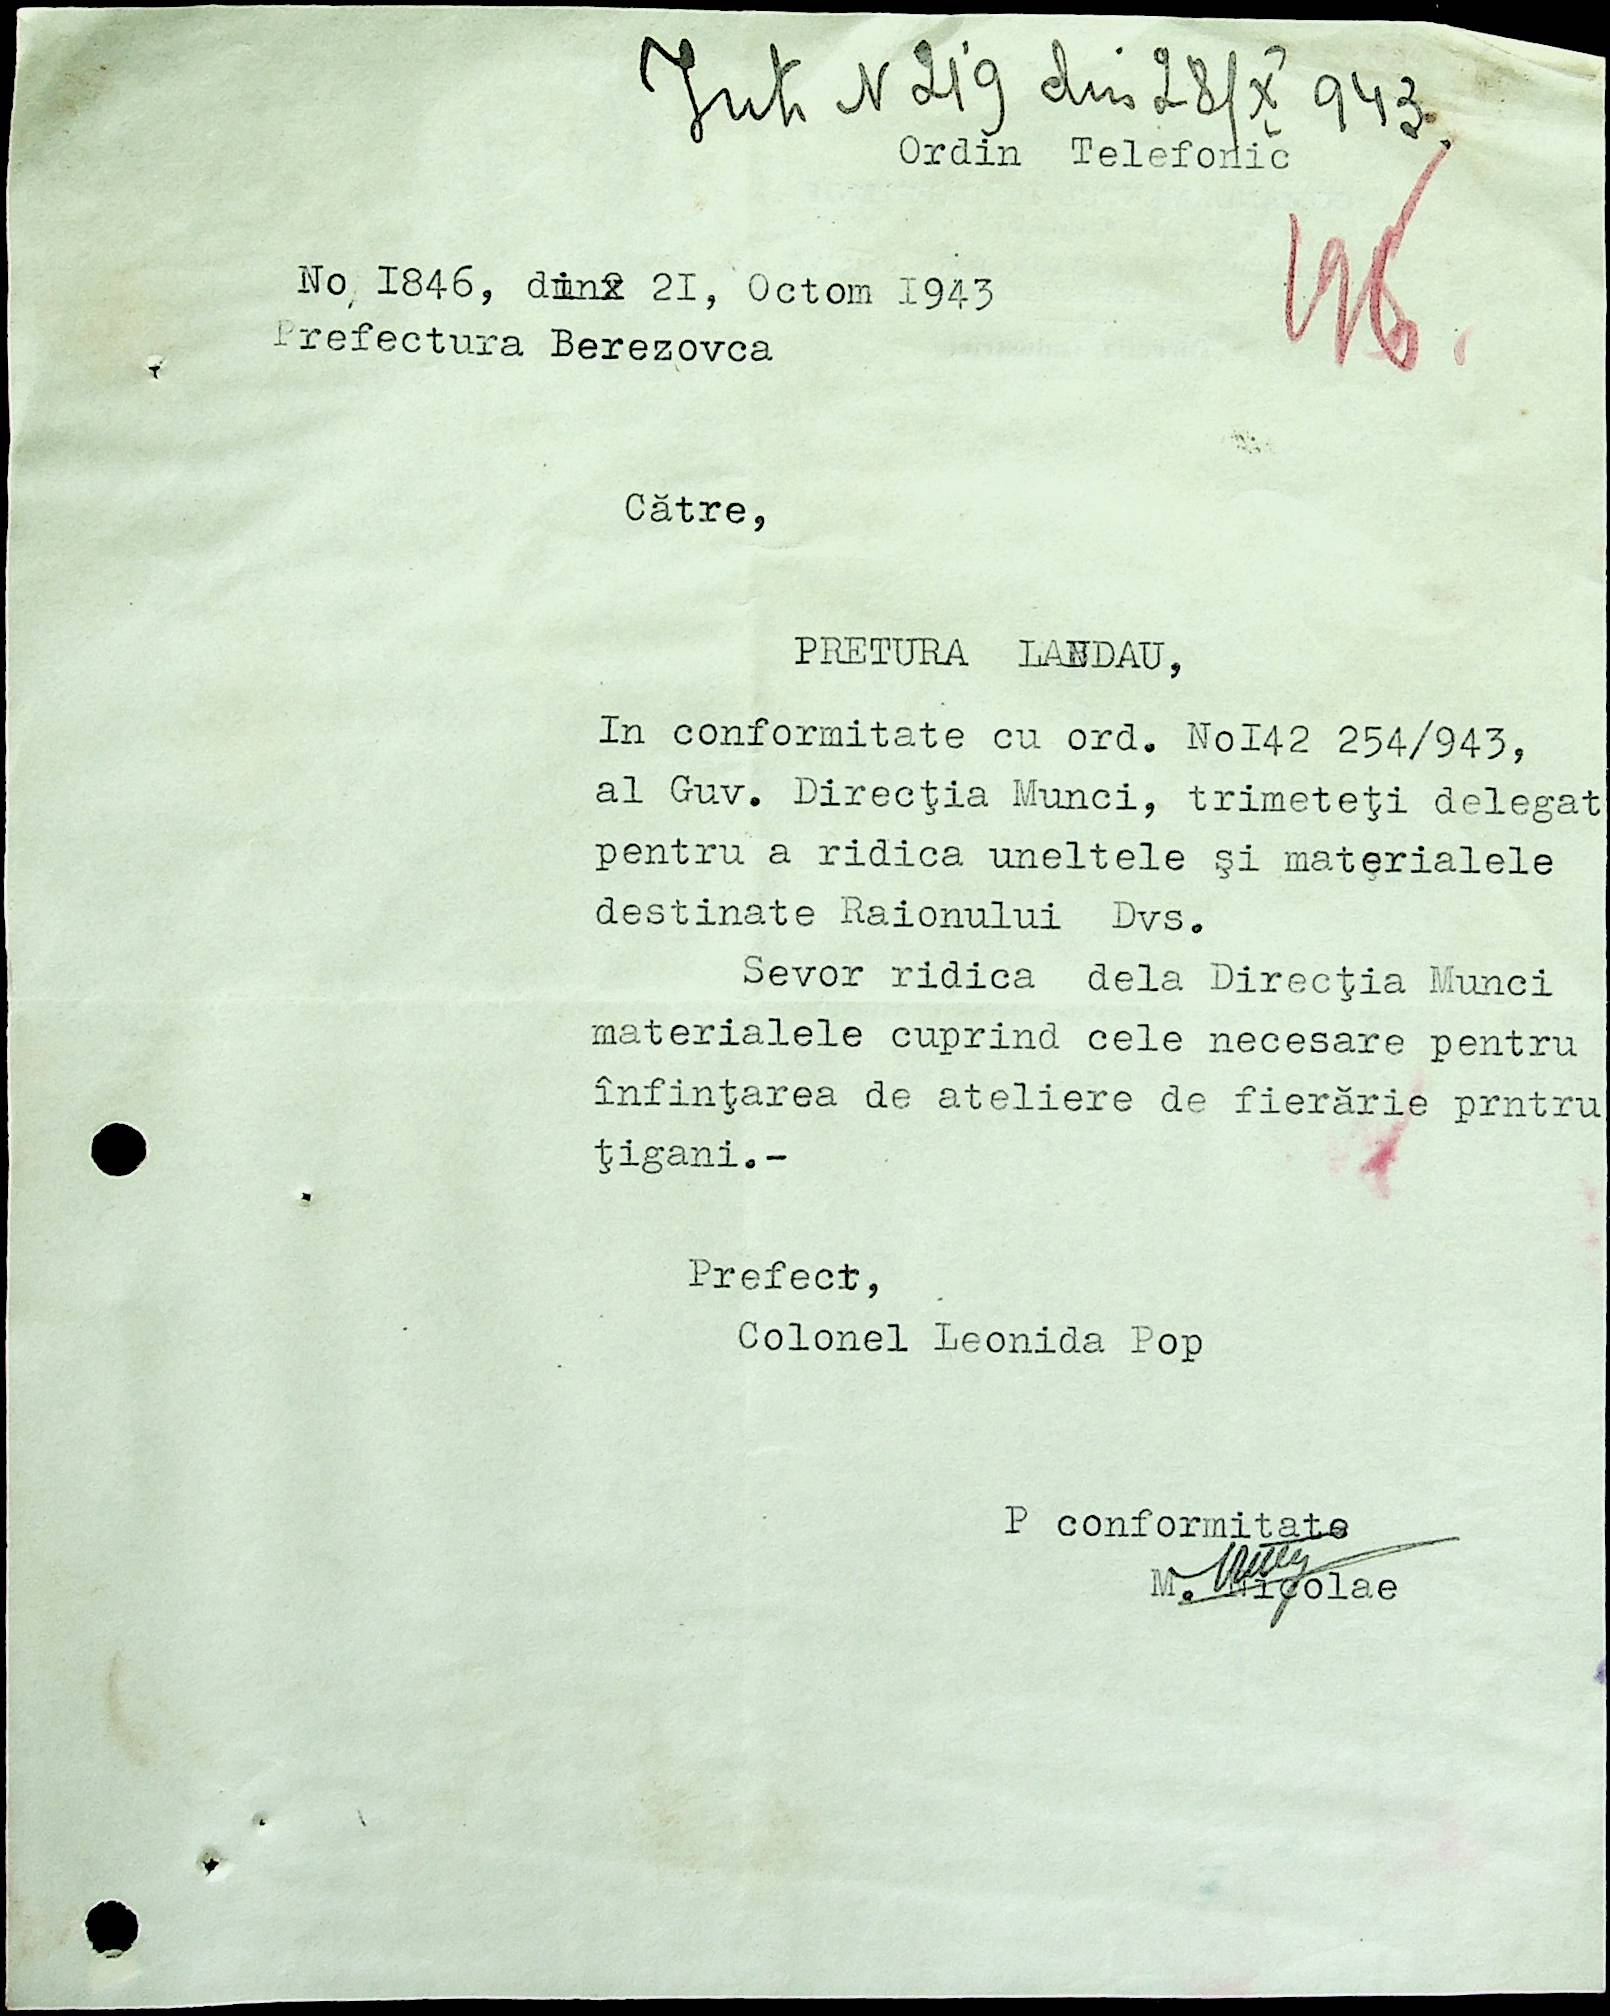 N 219 din 28/X 943
Ordin Telefonic
196.
No, I846, din 2I, Octom I943
Prefectura Berezovca
Către,
PRETURA LANDAU,
In conformitate cu ord. NoI42 254/943,
al Guv. Direcţia Munci, trimeteţi delegat
pentru a ridica uneltele şi materialele
destinate Raionului Dvs.
Sevor ridica dela Direcţia Munci
materialele cuprind cele necesare pentru
înfinţarea de ateliere de fierărie prntru
ţigani.-
Prefect,
Colonel Leonida Pop
P conformitate
M. Nicolae